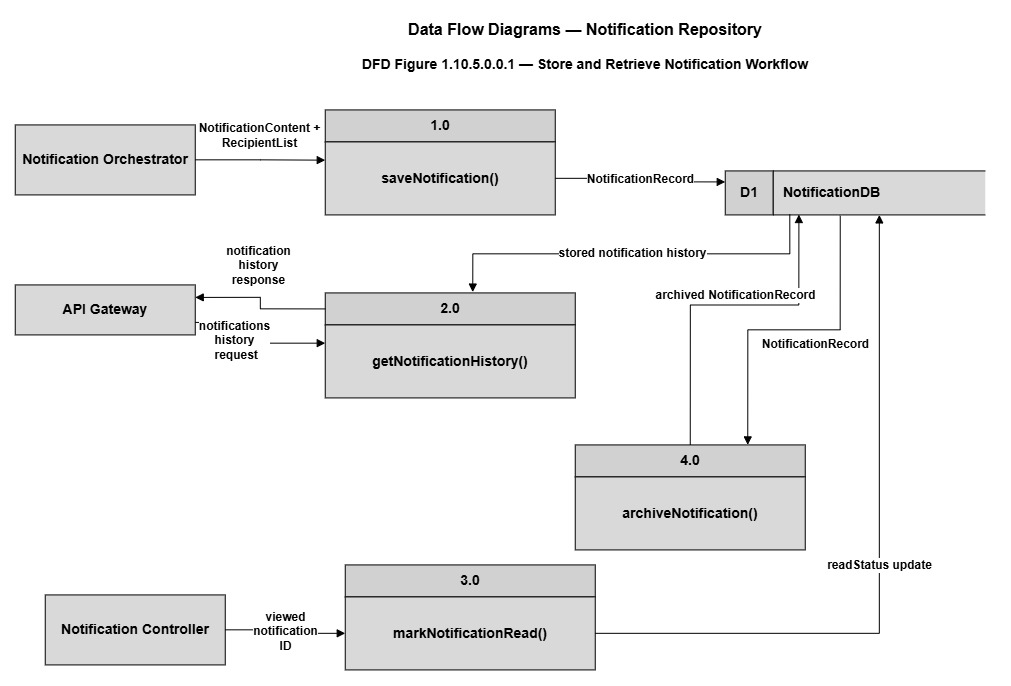 Data Flow Diagrams — Notification Repository
DFD Figure 1.10.5.0.0.1 — Store and Retrieve Notification Workflow
Notification Orchestrator
NotificationContent +
RecipientList
1.0
saveNotification()
NotificationRecord
D1
NotificationDB
stored notification history
notification
history
response
archived NotificationRecord
API Gateway
notifications
history
request
2.0
getNotificationHistory()
NotificationRecord
4.0
archiveNotification()
readStatus update
3.0
markNotificationRead()
Notification Controller
viewed
notification
ID